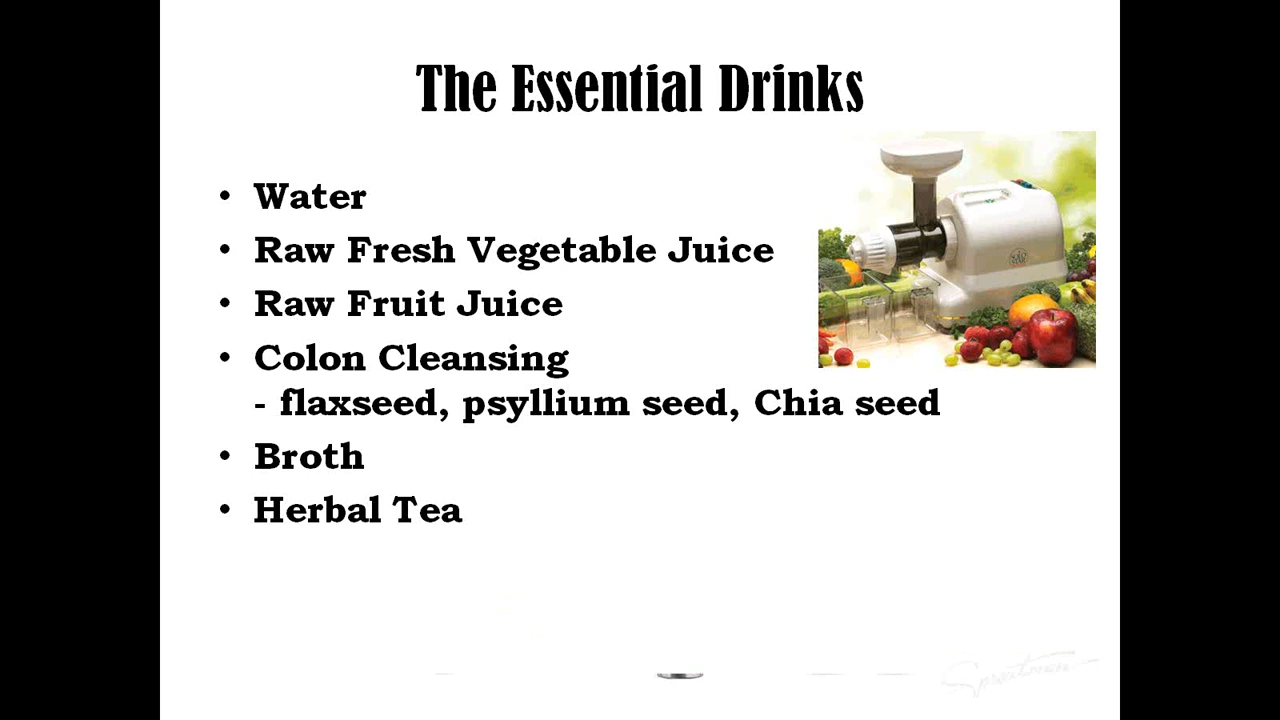 The Essential Drinks
• Water
• Raw Fresh Vegetable Juice
• Raw Fruit Juice
• Colon Cleansing
- flaxseed, psyllium seed, Chia seed
• Broth
• Herbal Tea
Sproutman